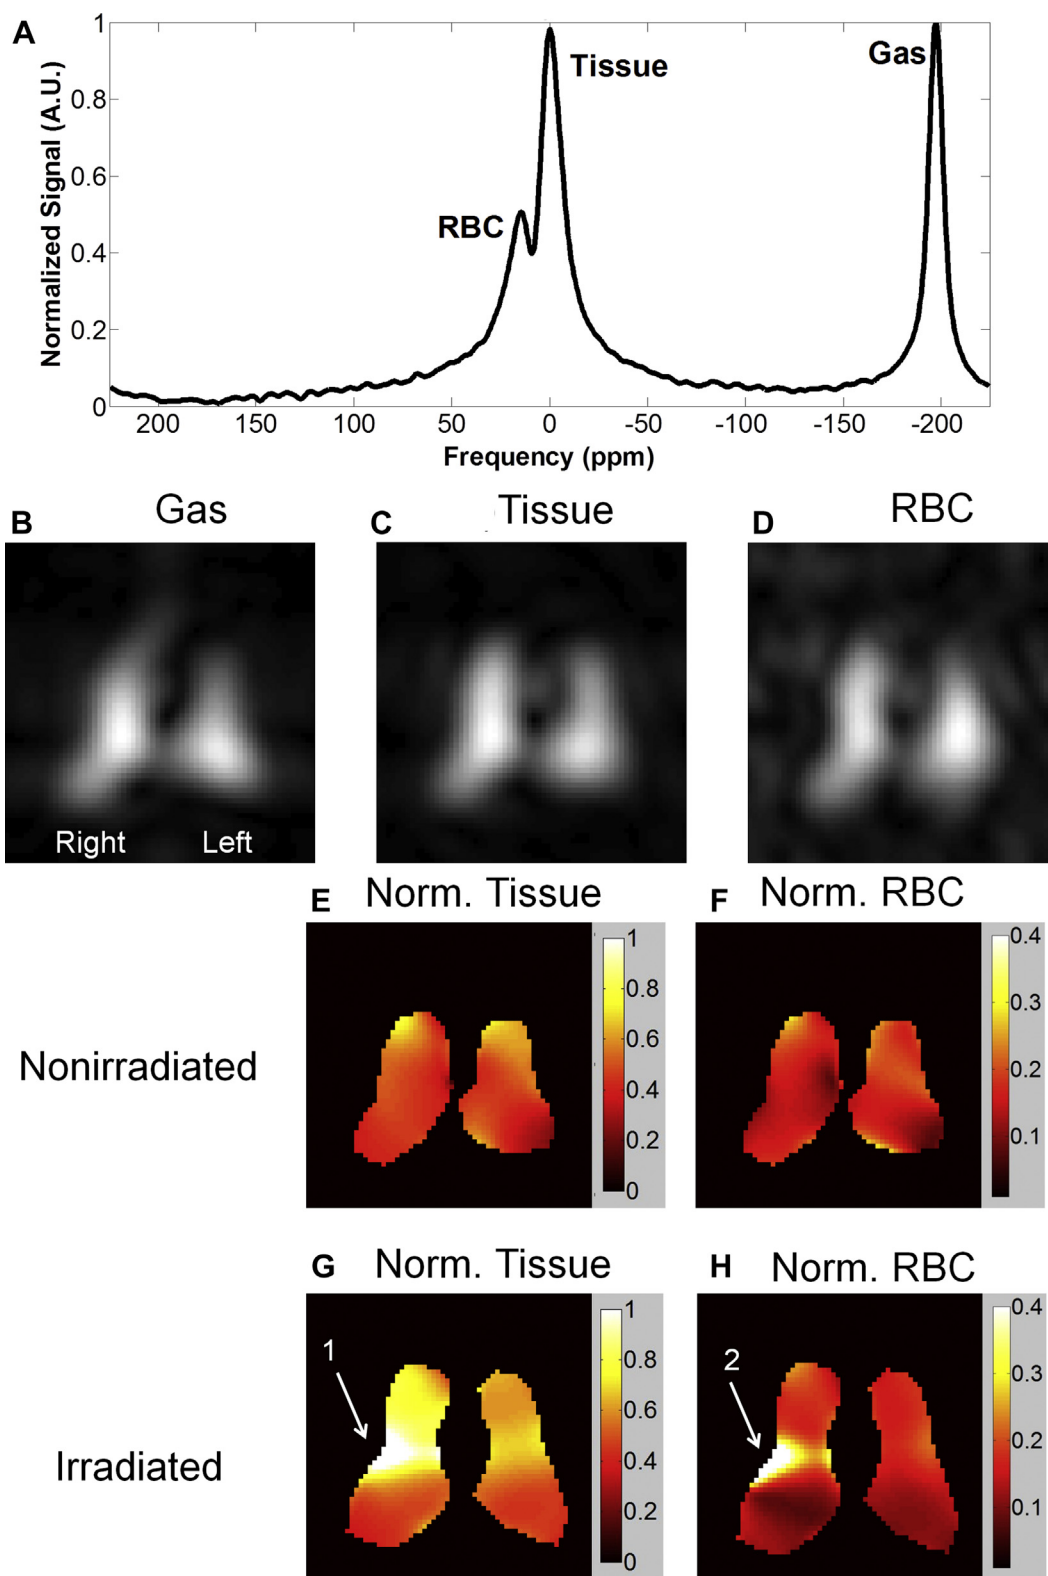 A
Normalized Signal (A.U.)
1
0.8
0.6
0.4
0.2
0
RBC
Tissue
Gas
200 150 100 50 0 -50 -100 -150 -200
Frequency (ppm)
B Gas
C Tissue
D RBC
Right Left
E Norm. Tissue
F Norm. RBC
Nonirradiated
1
0.8
0.6
0.4
0.2
0
0.4
0.3
0.2
0.1
G Norm. Tissue
H Norm. RBC
Irradiated
1
1
0.8
0.6
0.4
0.2
0
2
0.4
0.3
0.2
0.1